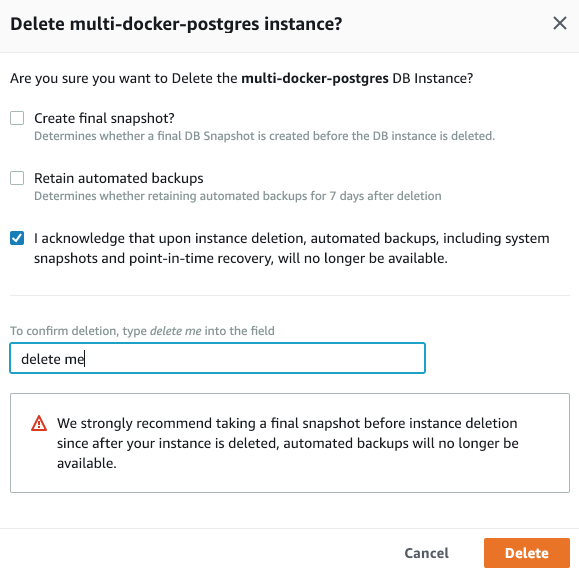 Delete multi-docker-postgres instance?
Are you sure you want to Delete the multi-docker-postgres DB Instance?
Create final snapshot?
Determines whether a final DB Snapshot is created before the DB instance is deleted.
Retain automated backups
Determines whether retaining automated backups for 7 days after deletion
I acknowledge that upon instance deletion, automated backups, including system
snapshots and point-in-time recovery, will no longer be available.
To confirm deletion, type delete me into the field
delete me
We strongly recommend taking a final snapshot before instance deletion
since after your instance is deleted, automated backups will no longer be
available.
Cancel
Delete